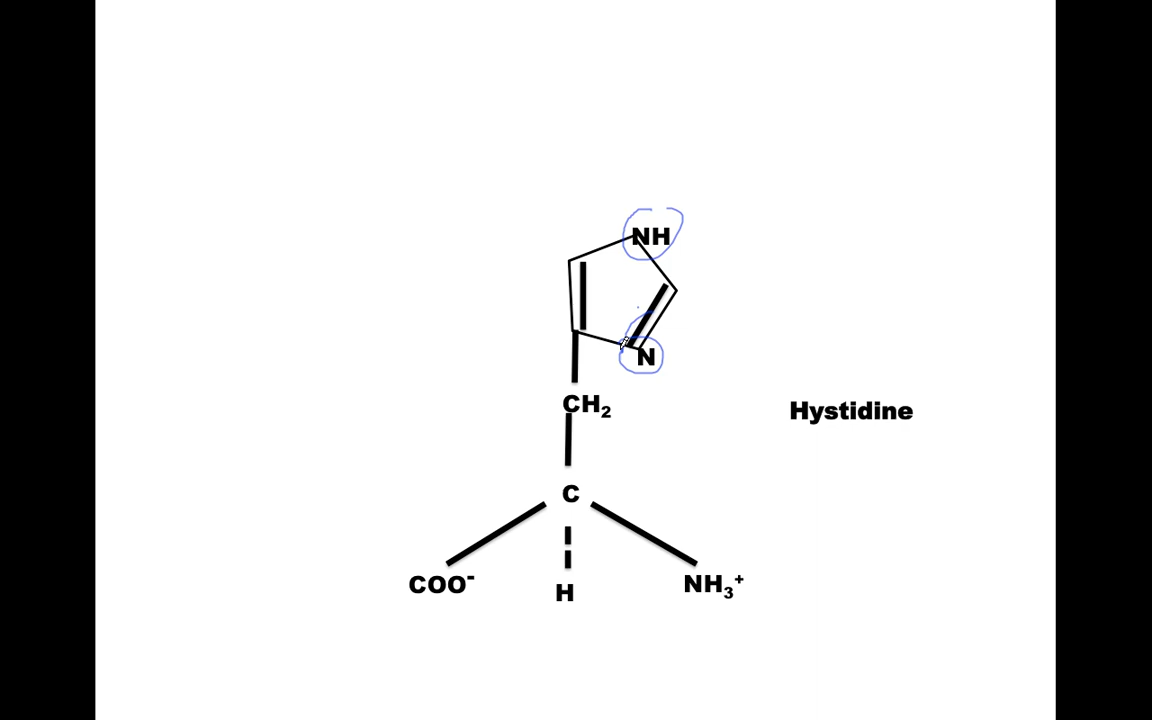 NH
N
CH₂
Hystidine
C
COO⁻
H
NH₃⁺